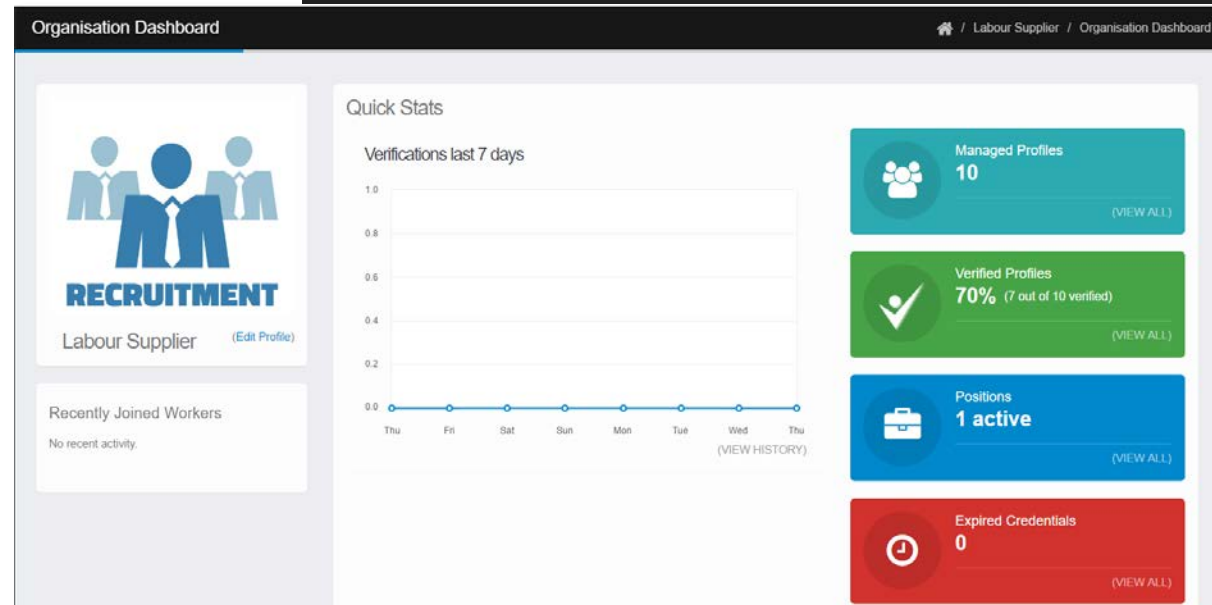 Organisation Dashboard
/ Labour Supplier / Organisation Dashboard
RECRUITMENT
Labour Supplier (Edit Profile)
Recently Joined Workers
No recent activity.
Quick Stats
Verifications last 7 days
1.0
0.8
0.6
0.4
0.2
0.0
Thu Fri Sat Sun Mon Tue Wed Thu
(VIEW HISTORY)
Managed Profiles
10
(VIEW ALL)
Verified Profiles
70% (7 out of 10 verified)
(VIEW ALL)
Positions
1 active
(VIEW ALL)
Expired Credentials
0
(VIEW ALL)